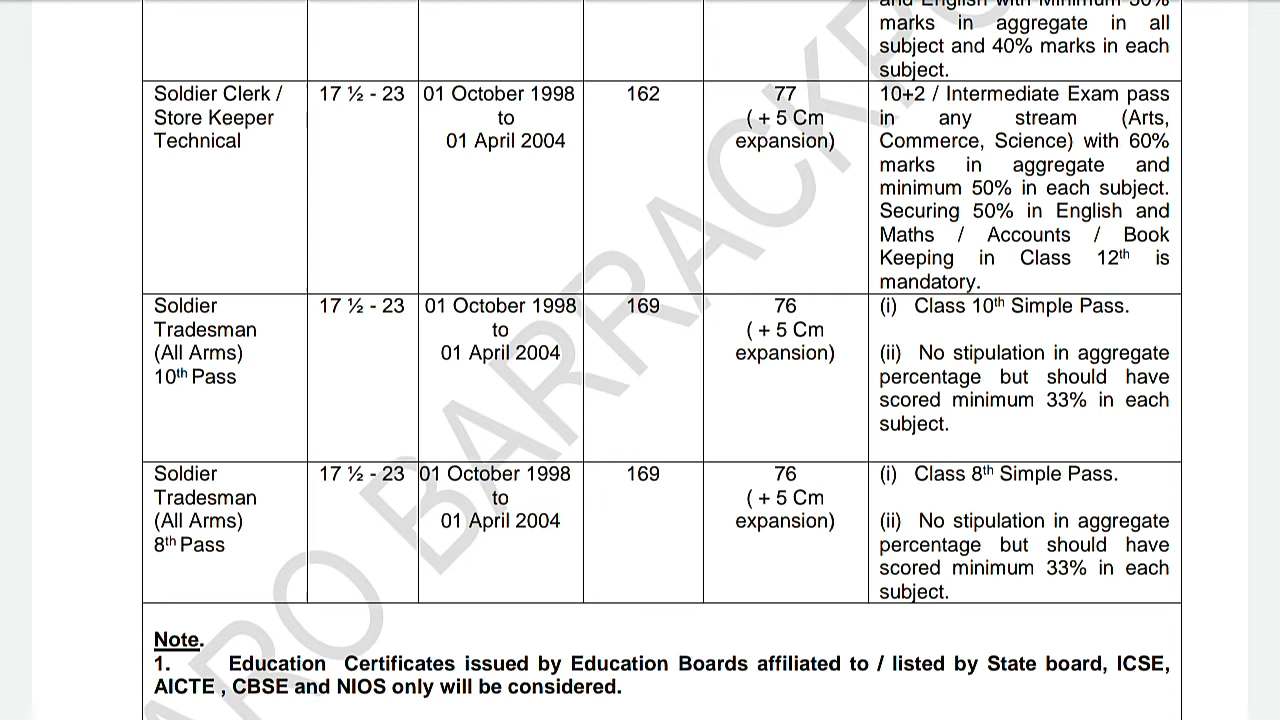 and English with Minimum 50%
marks in aggregate in all
subject and 40% marks in each
subject.
Soldier Clerk /
Store Keeper
Technical
17 ½ - 23
01 October 1998
to
01 April 2004
162
77
( + 5 Cm
expansion)
10+2 / Intermediate Exam pass
in any stream (Arts,
Commerce, Science) with 60%
marks in aggregate and
minimum 50% in each subject.
Securing 50% in English and
Maths / Accounts / Book
Keeping in Class 12th is
mandatory.
Soldier
Tradesman
(All Arms)
10th Pass
17 ½ - 23
01 October 1998
to
01 April 2004
169
76
( + 5 Cm
expansion)
(i) Class 10th Simple Pass.
(ii) No stipulation in aggregate
percentage but should have
scored minimum 33% in each
subject.
Soldier
Tradesman
(All Arms)
8th Pass
17 ½ - 23
01 October 1998
to
01 April 2004
169
76
( + 5 Cm
expansion)
(i) Class 8th Simple Pass.
(ii) No stipulation in aggregate
percentage but should have
scored minimum 33% in each
subject.
Note.
1. Education Certificates issued by Education Boards affiliated to / listed by State board, ICSE,
AICTE , CBSE and NIOS only will be considered.
ARO BARRACKPO